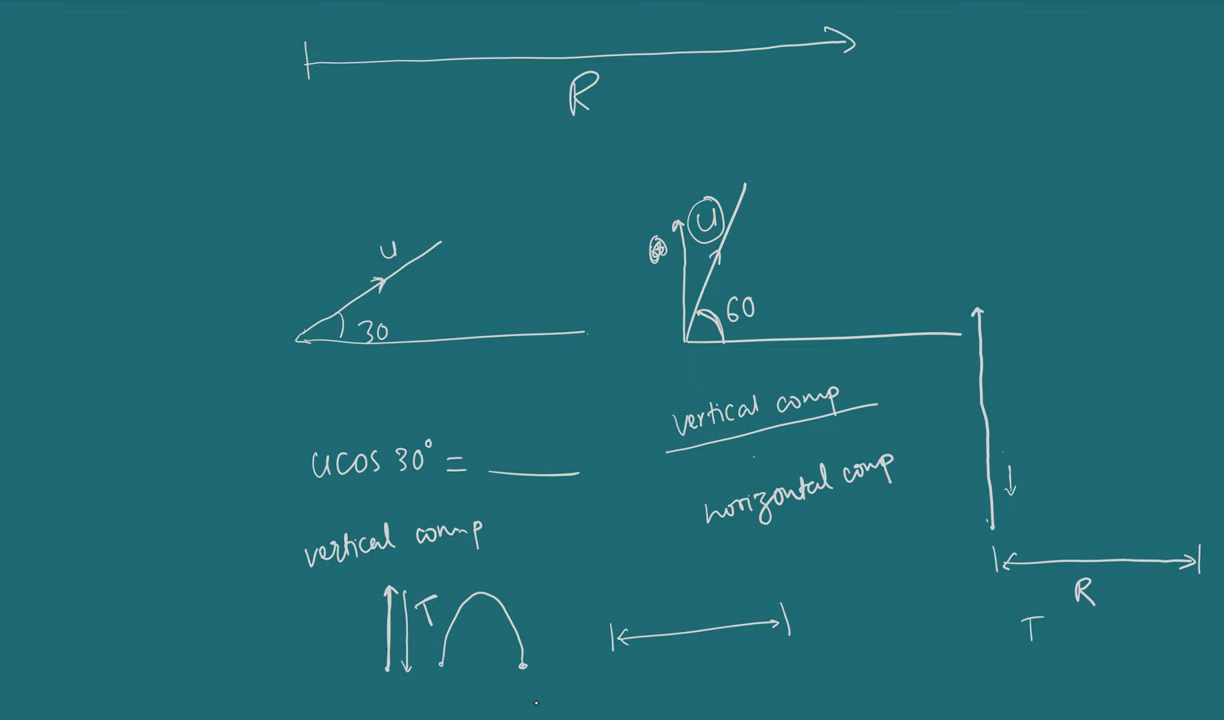 R
u
30
u
60
vertical comp
ucos 30° = ____
horizontal comp
vertical comp
T
R
T